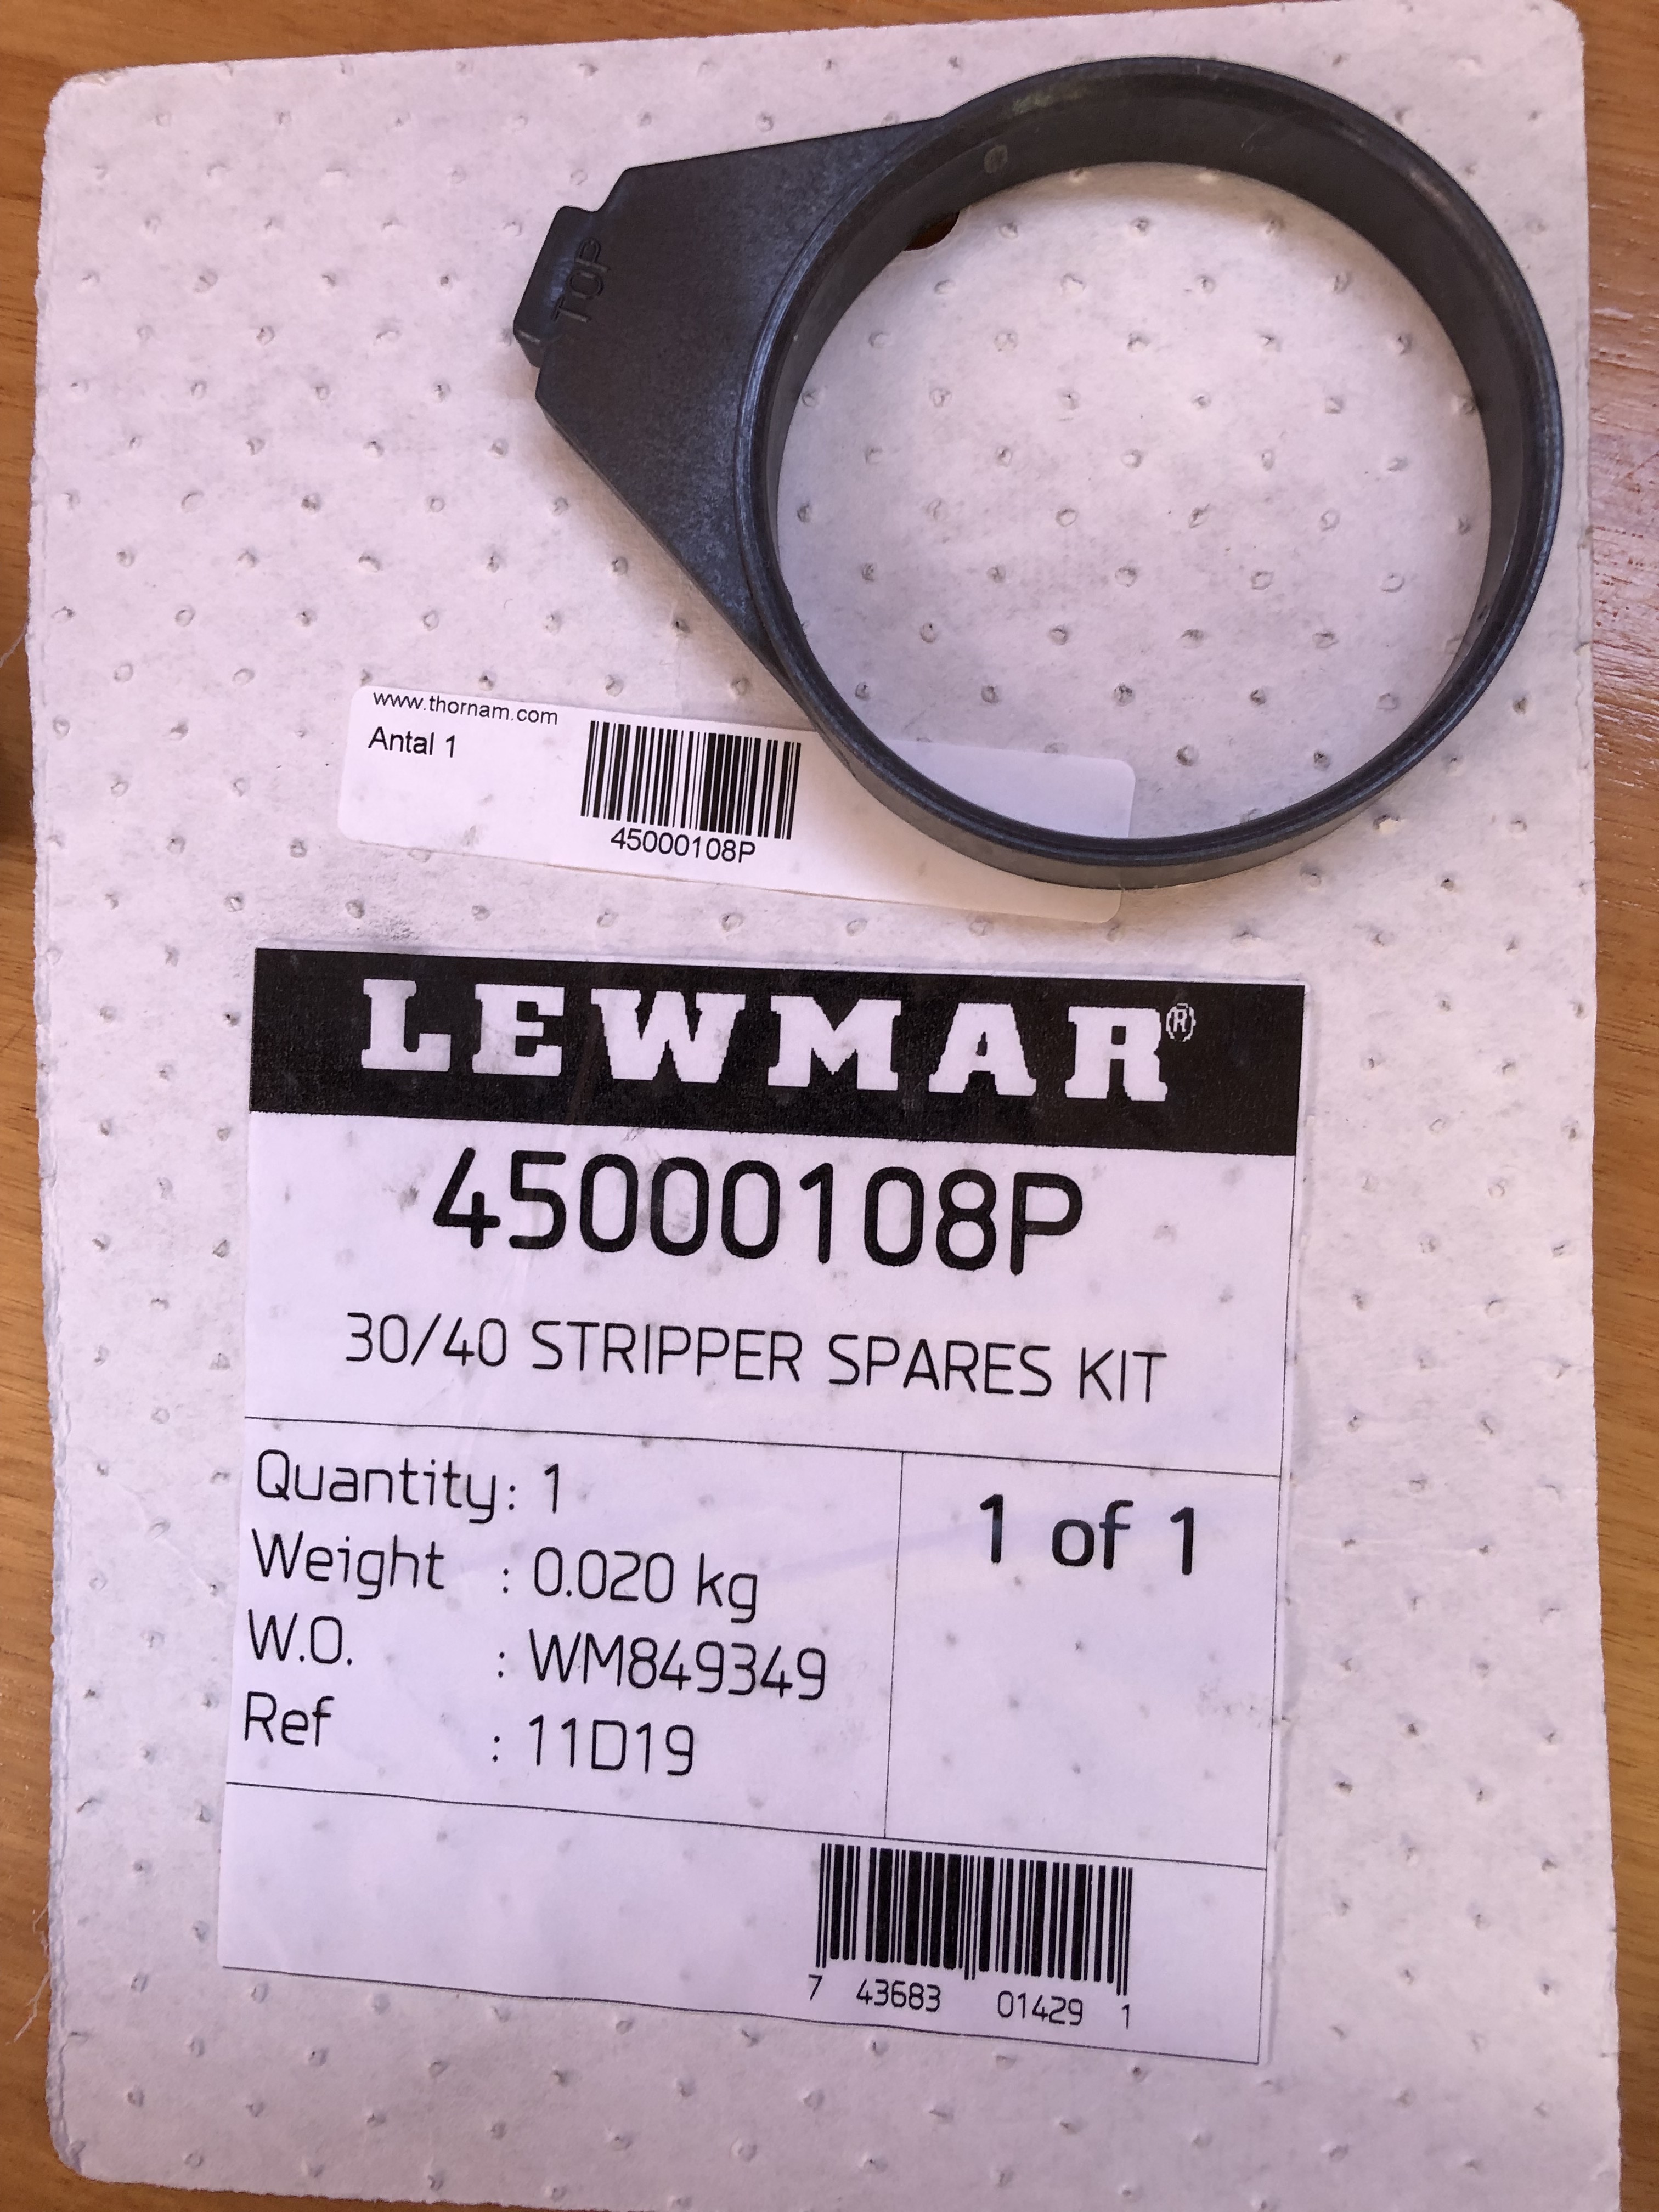 TOP
www.thornam.com
Antal 1
45000108P
LEWMAR®
45000108P
30/40 STRIPPER SPARES KIT
Quantity: 1
1 of 1
Weight : 0.020 kg
W.O. : WM849349
Ref : 11D19
7 43683 01429 1